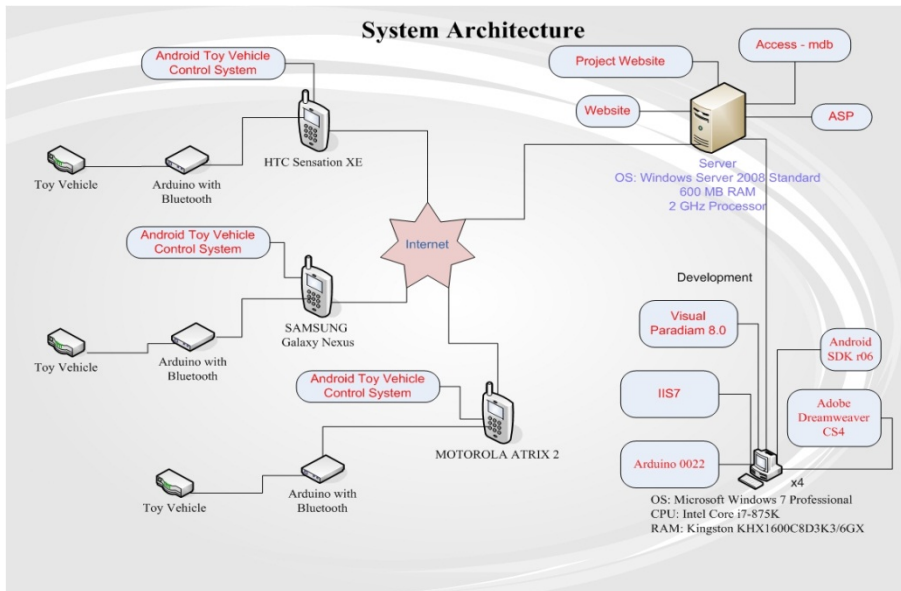 System Architecture
Android Toy Vehicle
Control System
HTC Sensation XE
Toy Vehicle
Arduino with
Bluetooth
Android Toy Vehicle
Control System
SAMSUNG
Galaxy Nexus
Toy Vehicle
Arduino with
Bluetooth
Android Toy Vehicle
Control System
MOTOROLA ATRIX 2
Toy Vehicle
Arduino with
Bluetooth
Internet
Project Website
Access - mdb
Website
ASP
Server
OS: Windows Server 2008 Standard
600 MB RAM
2 GHz Processor
Development
Visual
Paradiam 8.0
Android
SDK r06
IIS7
Adobe
Dreamweaver
CS4
Arduino 0022
x4
OS: Microsoft Windows 7 Professional
CPU: Intel Core i7-875K
RAM: Kingston KHX1600C8D3K3/6GX